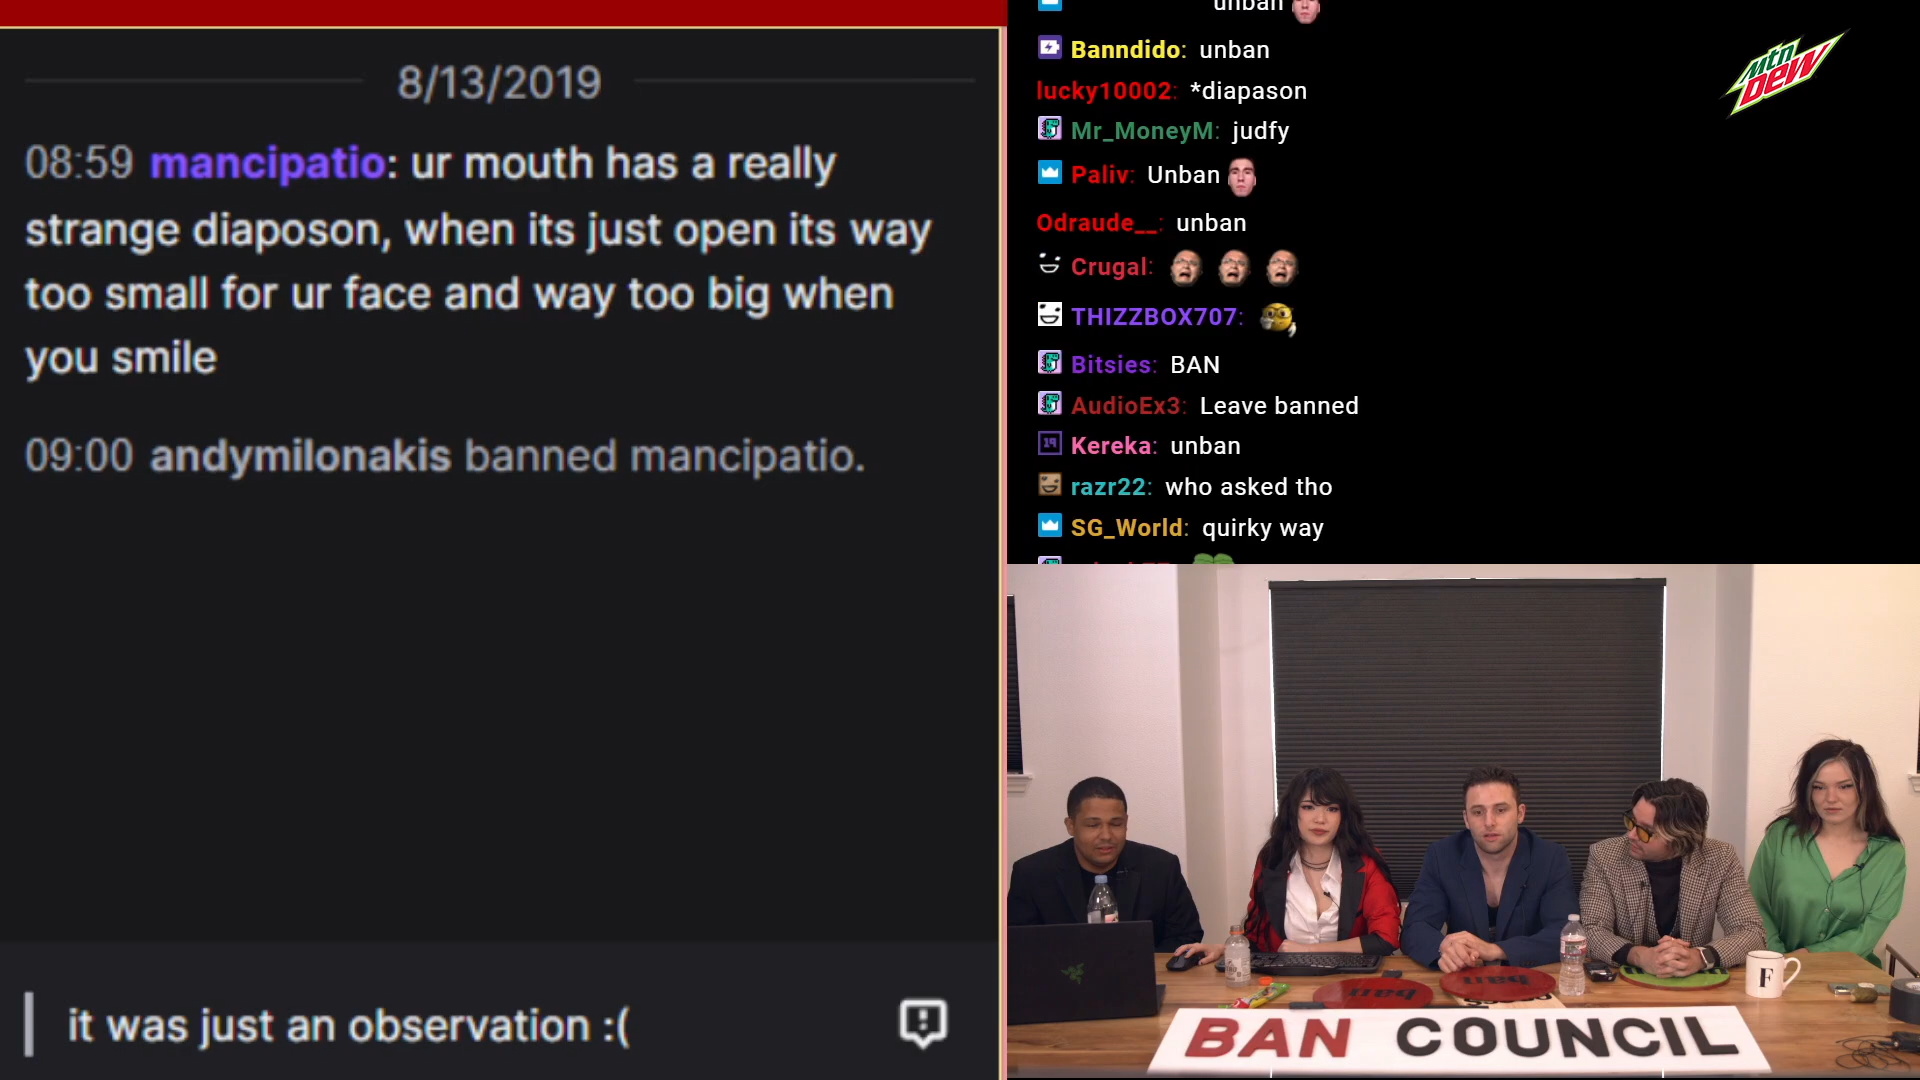 8/13/2019
08:59 mancipatio: ur mouth has a really
strange diaposon, when its just open its way
too small for ur face and way too big when
you smile
09:00 andymilonakis banned mancipatio.
it was just an observation :(
unban
Banndido: unban
lucky10002: *diapason
Mr_MoneyM: judfy
Paliv: Unban
Odraude__: unban
Crugal:
THIZZBOX707:
Bitsies: BAN
AudioEx3: Leave banned
Kereka: unban
razr22: who asked tho
SG_World: quirky way
Mtn
DEW
ban
ban
F
BAN COUNCIL